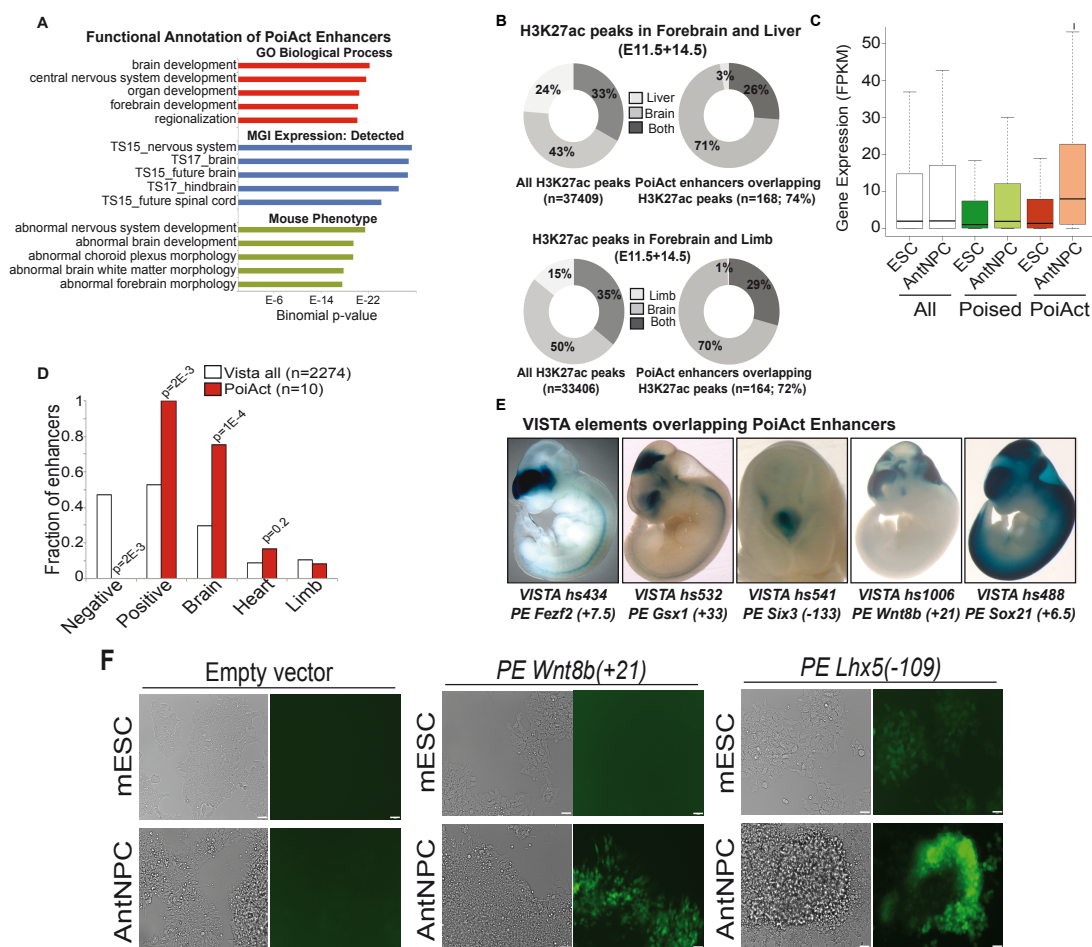 A
Functional Annotation of PoiAct Enhancers
GO Biological Process
brain development
central nervous system development
organ development
forebrain development
regionalization
MGI Expression: Detected
TS15_nervous system
TS17_brain
TS15_future brain
TS17_hindbrain
TS15_future spinal cord
Mouse Phenotype
abnormal nervous system development
abnormal brain development
abnormal choroid plexus morphology
abnormal brain white matter morphology
abnormal forebrain morphology
E-6 E-14 E-22
Binomial p-value
B
H3K27ac peaks in Forebrain and Liver
(E11.5+14.5)
24% 33% 43%
Liver
Brain
Both
3% 26% 71%
All H3K27ac peaks
(n=37409)
PoiAct enhancers overlapping
H3K27ac peaks (n=168; 74%)
H3K27ac peaks in Forebrain and Limb
(E11.5+14.5)
15% 35% 50%
Limb
Brain
Both
1% 29% 70%
All H3K27ac peaks
(n=33406)
PoiAct enhancers overlapping
H3K27ac peaks (n=164; 72%)
C
Gene Expression (FPKM)
50
40
30
20
10
0
ESC AntNPC ESC AntNPC ESC AntNPC
All Poised PoiAct
D
Vista all (n=2274)
PoiAct (n=10)
Fraction of enhancers
1
0.8
0.6
0.4
0.2
0
p=2E-3
p=2E-3
p=1E-4
p=0.2
Negative Positive Brain Heart Limb
E
VISTA elements overlapping PoiAct Enhancers
VISTA hs434
PE Fezf2 (+7.5)
VISTA hs532
PE Gsx1 (+33)
VISTA hs541
PE Six3 (-133)
VISTA hs1006
PE Wnt8b (+21)
VISTA hs488
PE Sox21 (+6.5)
F
Empty vector
PE Wnt8b(+21)
PE Lhx5(-109)
mESC mESC mESC
AntNPC AntNPC AntNPC